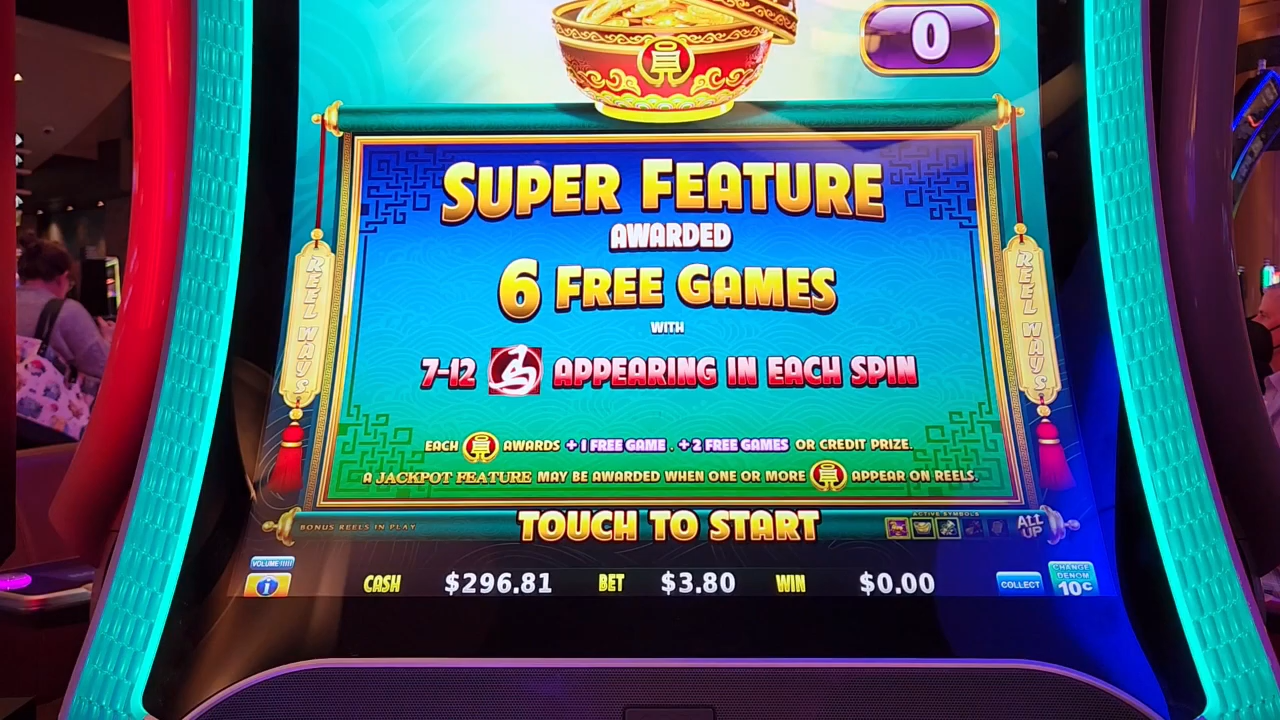 0
SUPER FEATURE
AWARDED
6 FREE GAMES
WITH
7-12 APPEARING IN EACH SPIN
EACH AWARDS +1 FREE GAME, +2 FREE GAMES OR CREDIT PRIZE.
A JACKPOT FEATURE MAY BE AWARDED WHEN ONE OR MORE APPEAR ON REELS.
REEL WAYS
REEL WAYS
BONUS REELS IN PLAY
TOUCH TO START
ACTIVE SYMBOLS
ALL UP
VOLUME
CASH $296.81 BET $3.80 WIN $0.00
COLLECT
CHANGE
DENOM
10¢